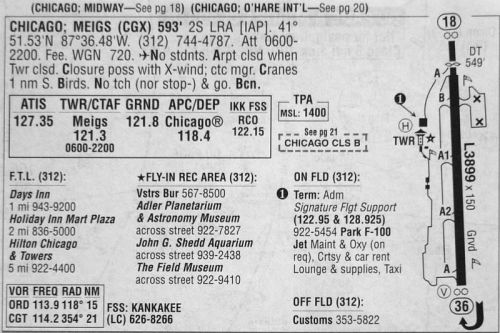 (CHICAGO; MIDWAY—See pg 18) (CHICAGO; O'HARE INT'L—See pg 20)
CHICAGO; MEIGS (CGX) 593' 2S LRA [IAP]. 41°
51.53'N 87°36.48'W. (312) 744-4787. Att 0600-
2200. Fee. WGN 720. No stdnts. Arpt clsd when
Twr clsd. Closure poss with X-wind; ctc mgr. Cranes
1 nm S. Birds. No tch (nor stop-) & go. Bcn.
ATIS TWR/CTAF GRND APC/DEP IKK FSS
127.35 Meigs 121.8 Chicago® RCO
121.3 118.4 122.15
0600-2200
TPA
MSL: 1400
See pg 21
CHICAGO CLS B
F.T.L. (312):
Days Inn
1 mi 943-9200
Holiday Inn Mart Plaza
2 mi 836-5000
Hilton Chicago
& Towers
5 mi 922-4400
★FLY-IN REC AREA (312):
Vstrs Bur 567-8500
Adler Planetarium
& Astronomy Museum
across street 922-7827
John G. Shedd Aquarium
across street 939-2438
The Field Museum
across street 922-9410
ON FLD (312):
❶ Term: Adm
Signature Flgt Support
(122.95 & 128.925)
922-5454 Park F-100
Jet Maint & Oxy (on
req), Crtsy & car rent
Lounge & supplies, Taxi
OFF FLD (312):
Customs 353-5822
VOR FREQ RAD NM
ORD 113.9 118° 15
CGT 114.2 354° 21
FSS: KANKAKEE
(LC) 626-8266
18
DT
549'
A
B
X
X
❶
H
TWR
A1
L3899 x 150
A2
Grvd
A
V
36